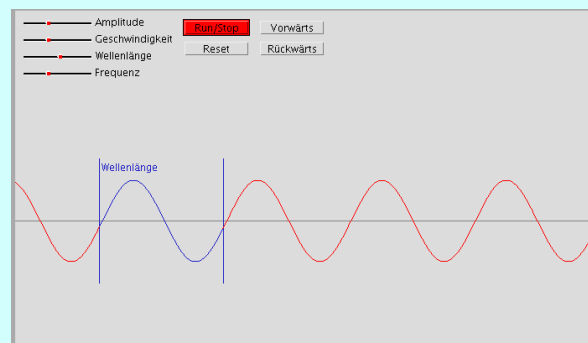 Amplitude
Geschwindigkeit
Wellenlänge
Frequenz
Run/Stop
Vorwärts
Reset
Rückwärts
Wellenlänge